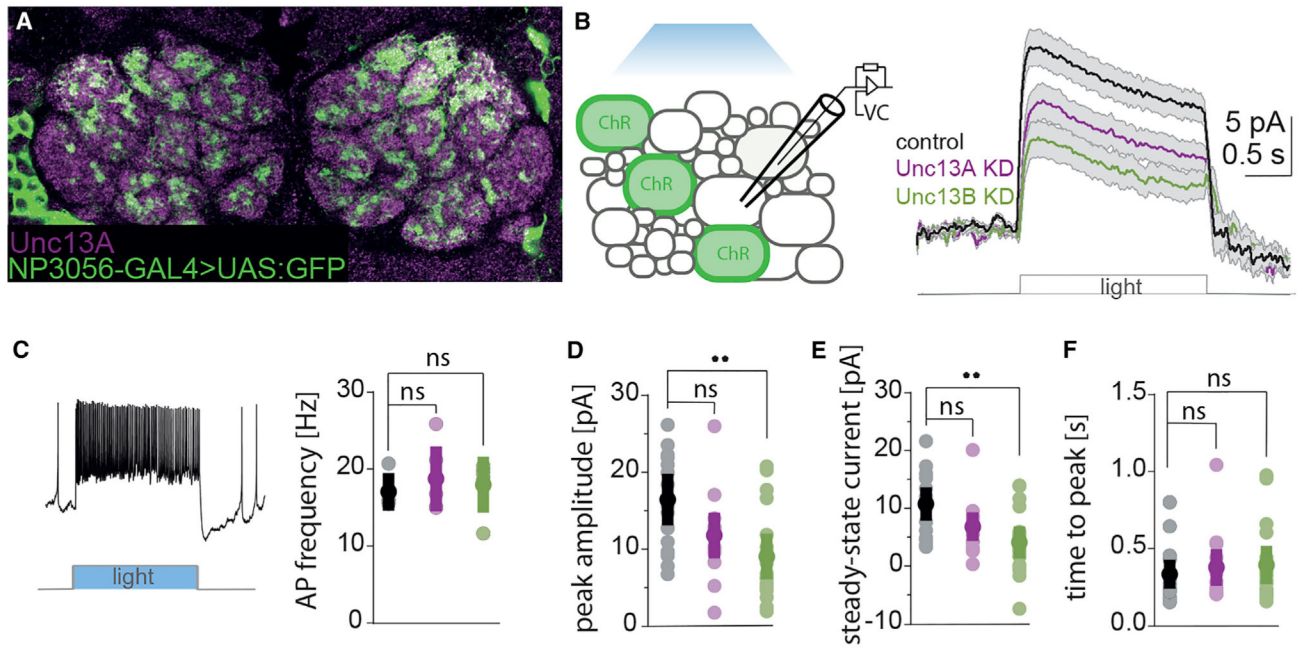 A
Unc13A
NP3056-GAL4>UAS:GFP
B
ChR
ChR
ChR
VC
control
Unc13A KD
Unc13B KD
5 pA
0.5 s
light
C
light
AP frequency [Hz]
30
20
10
0
ns
ns
D
peak amplitude [pA]
30
20
10
0
**
ns
E
steady-state current [pA]
30
20
10
0
-10
**
ns
F
time to peak [s]
1.5
1.0
0.5
0.0
ns
ns